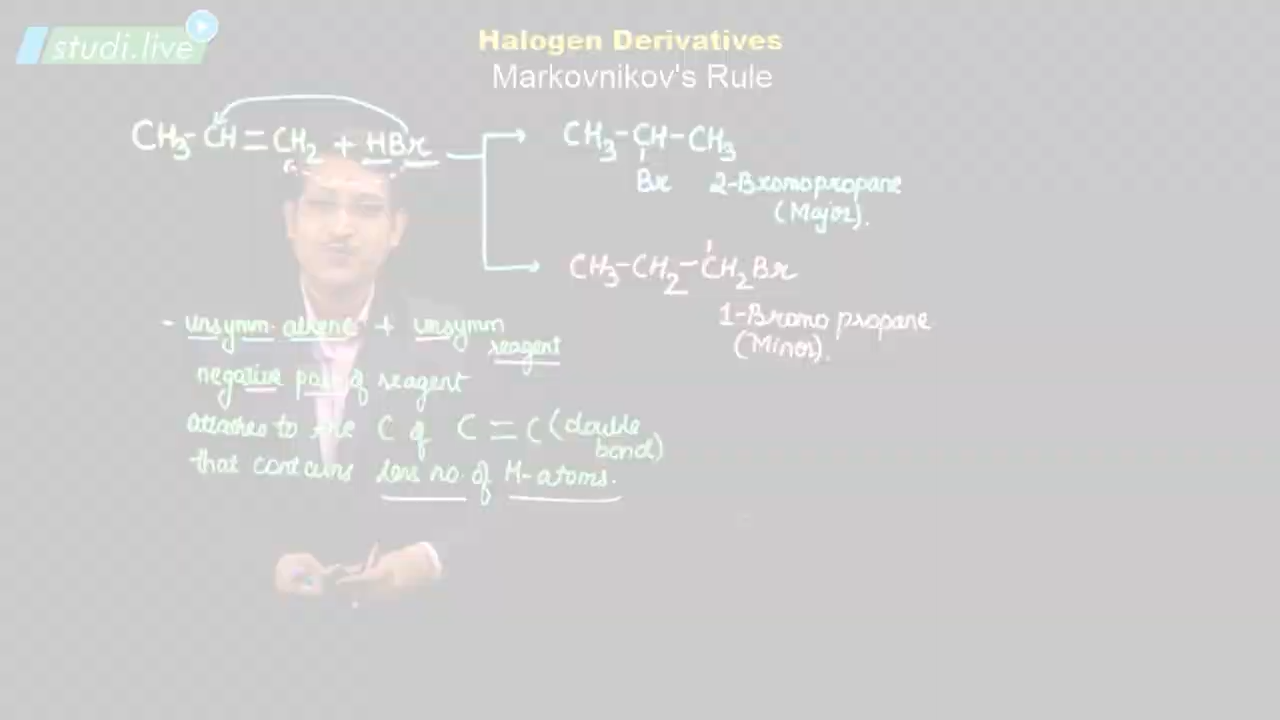 studi.live
Halogen Derivatives
Markovnikov's Rule
CH3-CH=CH2 + HBr
CH3-CH-CH3
Br 2-Bromopropane
(Major).
CH3-CH2-CH2Br
1-Bromo propane
(Minor).
- unsymm. alkene + unsymm
reagent
negative part of reagent
attaches to the C of C=C (double
bond)
that contains less no. of H-atoms.